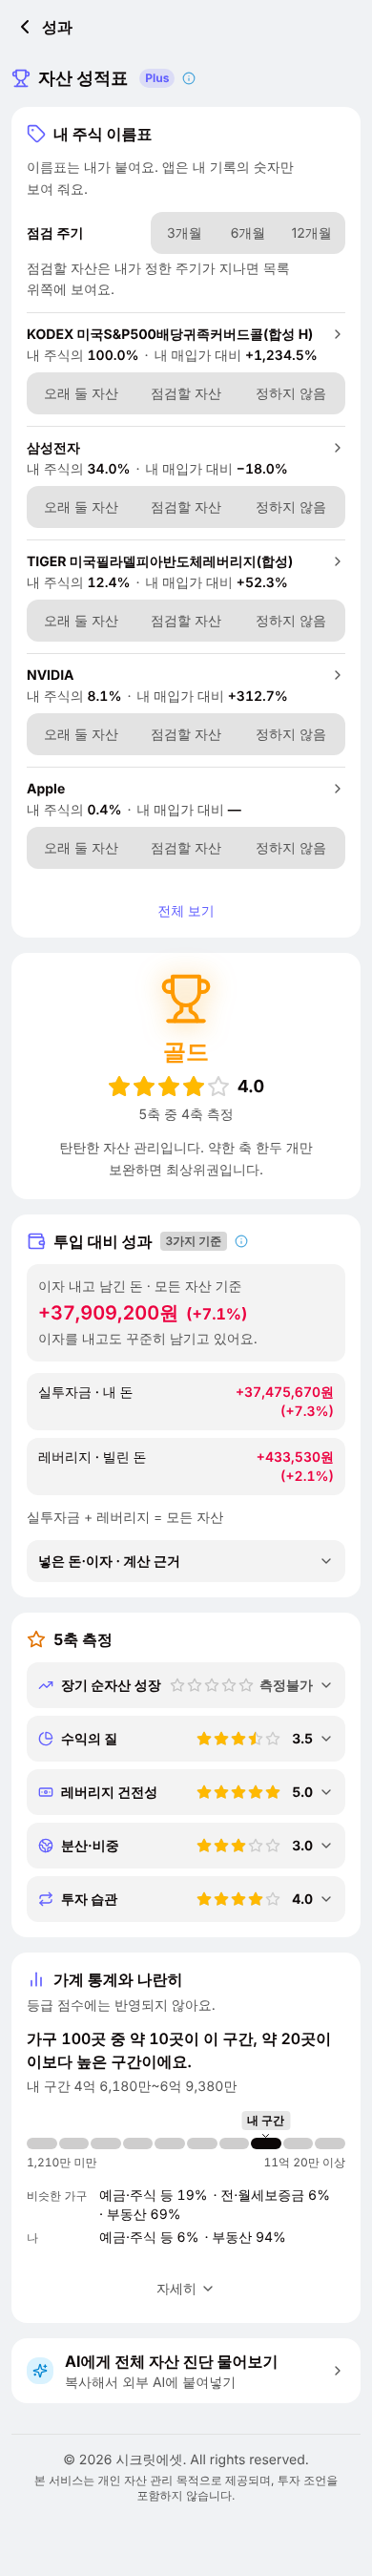 성과
자산 성적표 Plus
내 주식 이름표
이름표는 내가 붙여요. 앱은 내 기록의 숫자만
보여 줘요.
점검 주기 3개월 6개월 12개월
점검할 자산은 내가 정한 주기가 지나면 목록
위쪽에 보여요.
KODEX 미국S&P500배당귀족커버드콜(합성 H)
내 주식의 100.0% · 내 매입가 대비 +1,234.5%
오래 둘 자산 점검할 자산 정하지 않음
삼성전자
내 주식의 34.0% · 내 매입가 대비 −18.0%
오래 둘 자산 점검할 자산 정하지 않음
TIGER 미국필라델피아반도체레버리지(합성)
내 주식의 12.4% · 내 매입가 대비 +52.3%
오래 둘 자산 점검할 자산 정하지 않음
NVIDIA
내 주식의 8.1% · 내 매입가 대비 +312.7%
오래 둘 자산 점검할 자산 정하지 않음
Apple
내 주식의 0.4% · 내 매입가 대비 —
오래 둘 자산 점검할 자산 정하지 않음
전체 보기
골드
4.0
5축 중 4축 측정
탄탄한 자산 관리입니다. 약한 축 한두 개만
보완하면 최상위권입니다.
투입 대비 성과 3가지 기준
이자 내고 남긴 돈 · 모든 자산 기준
+37,909,200원 (+7.1%)
이자를 내고도 꾸준히 남기고 있어요.
실투자금 · 내 돈 +37,475,670원
(+7.3%)
레버리지 · 빌린 돈 +433,530원
(+2.1%)
실투자금 + 레버리지 = 모든 자산
넣은 돈·이자 · 계산 근거
5축 측정
장기 순자산 성장 측정불가
수익의 질 3.5
레버리지 건전성 5.0
분산·비중 3.0
투자 습관 4.0
가계 통계와 나란히
등급 점수에는 반영되지 않아요.
가구 100곳 중 약 10곳이 이 구간, 약 20곳이
이보다 높은 구간이에요.
내 구간 4억 6,180만~6억 9,380만
내 구간
1,210만 미만 11억 20만 이상
비슷한 가구 예금·주식 등 19% · 전·월세보증금 6%
· 부동산 69%
나 예금·주식 등 6% · 부동산 94%
자세히
AI에게 전체 자산 진단 물어보기
복사해서 외부 AI에 붙여넣기
© 2026 시크릿에셋. All rights reserved.
본 서비스는 개인 자산 관리 목적으로 제공되며, 투자 조언을
포함하지 않습니다.